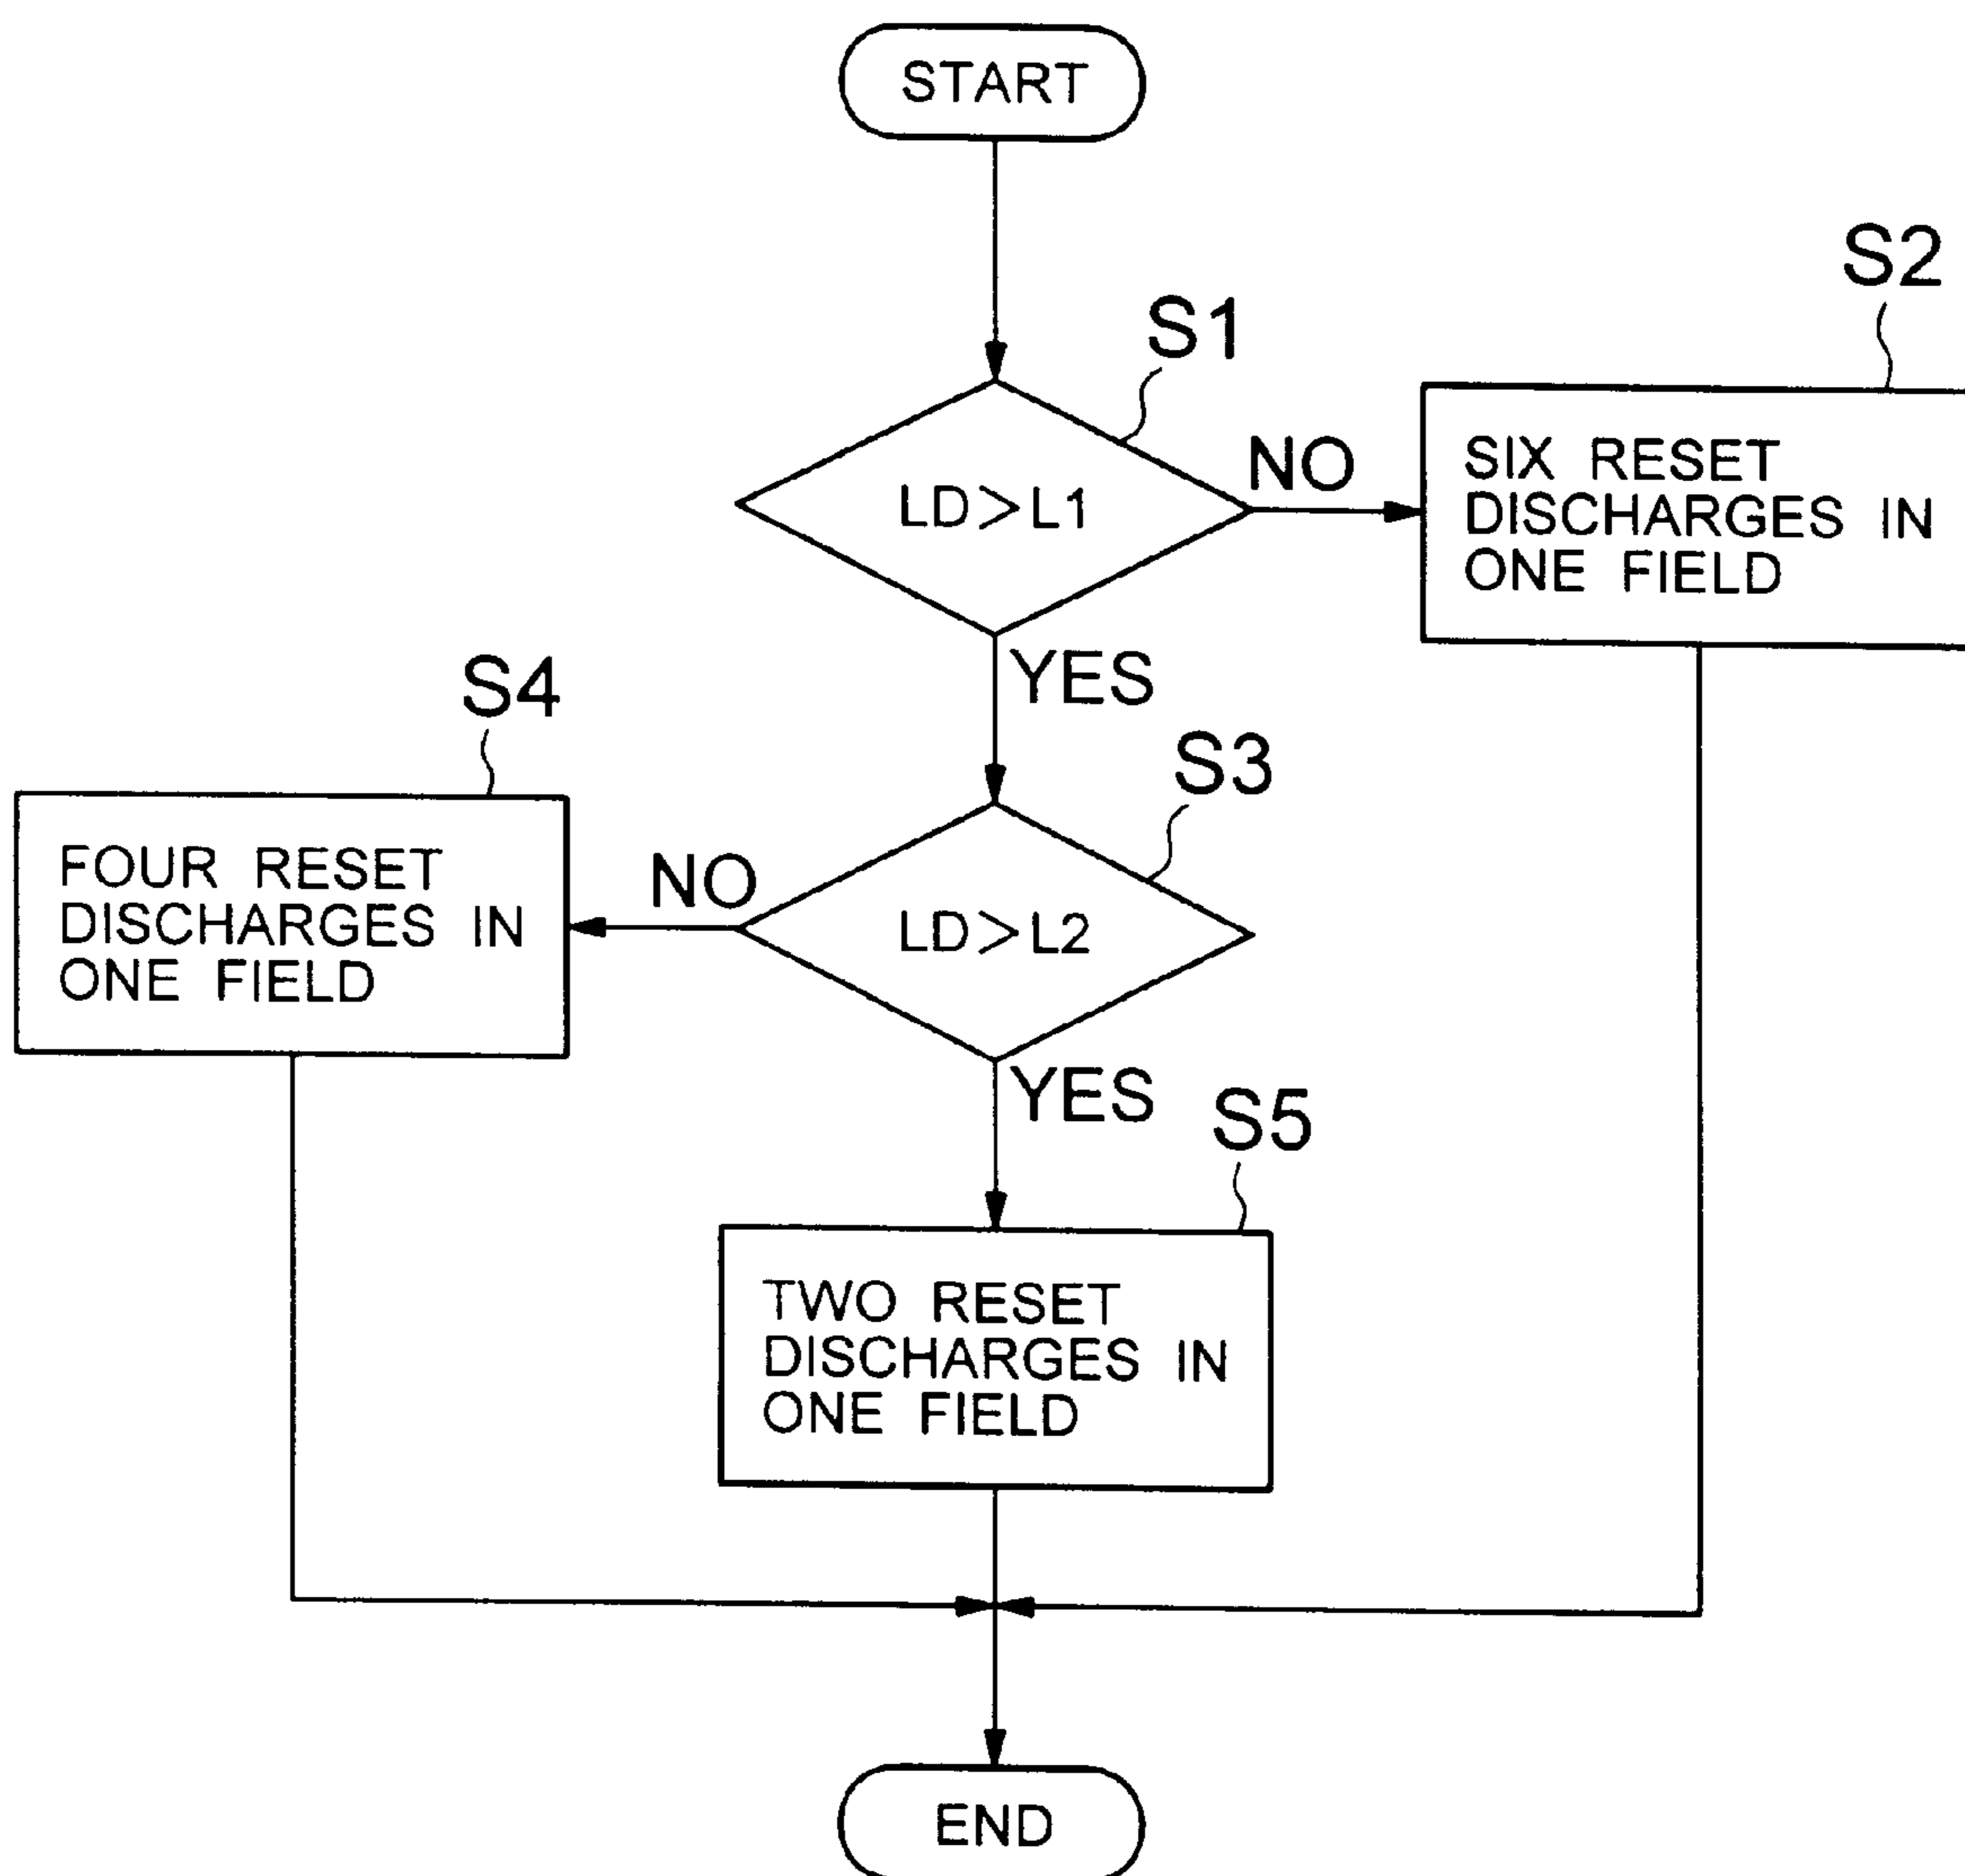 START
S1
LD>L1
NO
S2
SIX RESET
DISCHARGES IN
ONE FIELD
YES
S3
LD>L2
NO
S4
FOUR RESET
DISCHARGES IN
ONE FIELD
YES
S5
TWO RESET
DISCHARGES IN
ONE FIELD
END